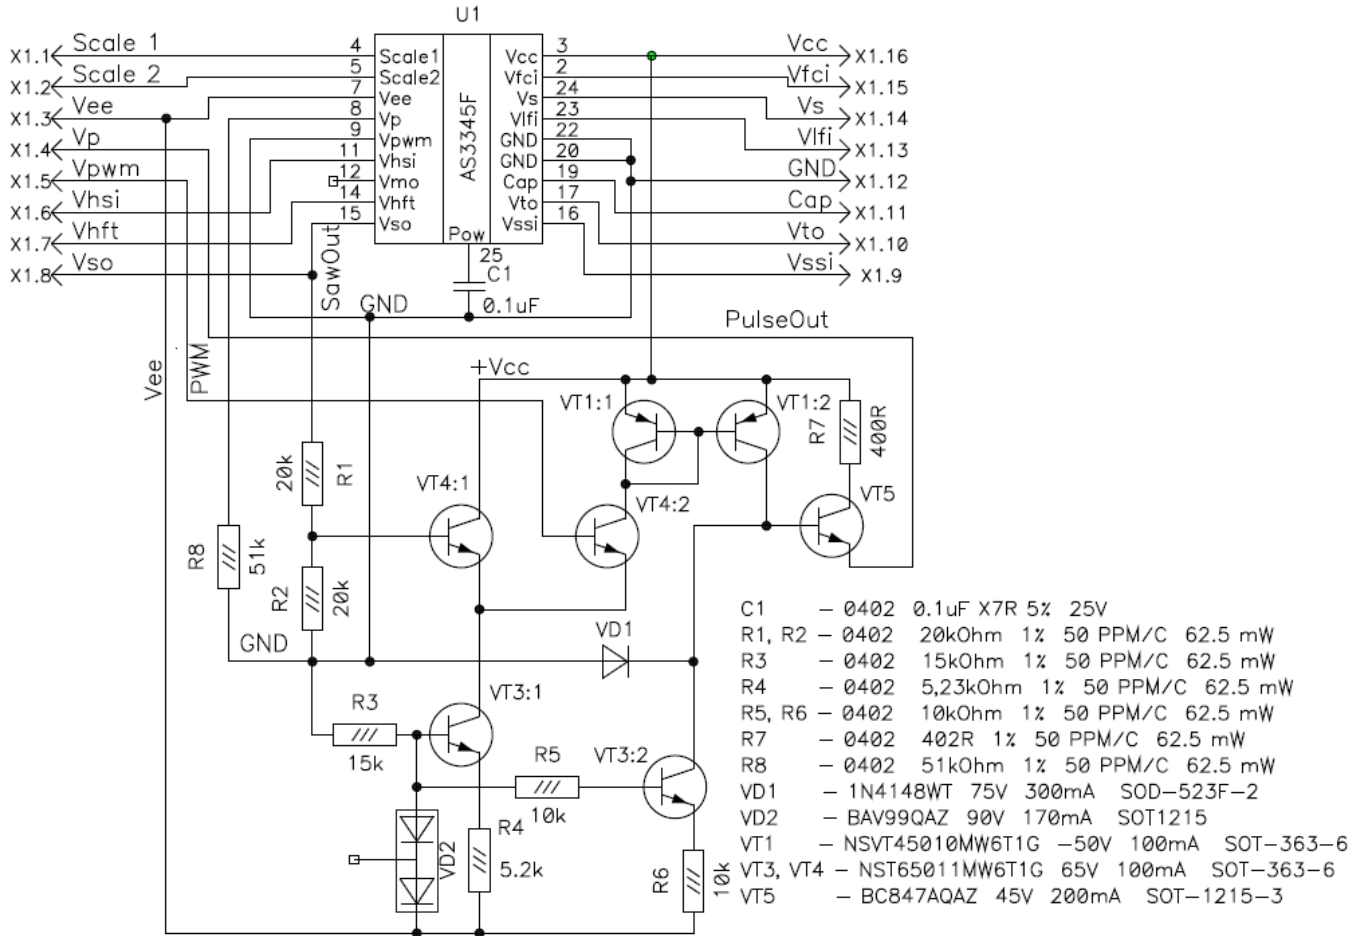 U1
X1.1 Scale 1 4 Scale1 Vcc 3 Vcc X1.16
X1.2 Scale 2 5 Scale2 Vfci 2 Vfci X1.15
X1.3 Vee 7 Vee Vs 24 Vs X1.14
X1.4 Vp 8 Vp Vlfi 23 Vlfi X1.13
X1.5 Vpwm 9 Vpwm GND 22 GND X1.12
X1.6 Vhsi 11 Vhsi GND 20 Cap X1.11
X1.7 Vhft 12 Vmo Cap 19 Vto X1.10
X1.8 Vso 14 Vhft Vto 17 Vssi X1.9
15 Vso Vssi 16
AS3345F
Pow
25
C1
0.1uF
SawOut
GND
PulseOut
Vee
PWM
+Vcc
VT1:1
VT1:2
R7
400R
20k
R1
VT4:1
VT4:2
VT5
R8
51k
R2
20k
GND
VD1
R3
15k
VT3:1
R5
10k
VT3:2
R4
5.2k
VD2
R6
10k
C1 – 0402 0.1uF X7R 5% 25V
R1, R2 – 0402 20kOhm 1% 50 PPM/C 62.5 mW
R3 – 0402 15kOhm 1% 50 PPM/C 62.5 mW
R4 – 0402 5,23kOhm 1% 50 PPM/C 62.5 mW
R5, R6 – 0402 10kOhm 1% 50 PPM/C 62.5 mW
R7 – 0402 402R 1% 50 PPM/C 62.5 mW
R8 – 0402 51kOhm 1% 50 PPM/C 62.5 mW
VD1 – 1N4148WT 75V 300mA SOD-523F-2
VD2 – BAV99QAZ 90V 170mA SOT1215
VT1 – NSVT45010MW6T1G -50V 100mA SOT-363-6
VT3, VT4 – NST65011MW6T1G 65V 100mA SOT-363-6
VT5 – BC847AQAZ 45V 200mA SOT-1215-3